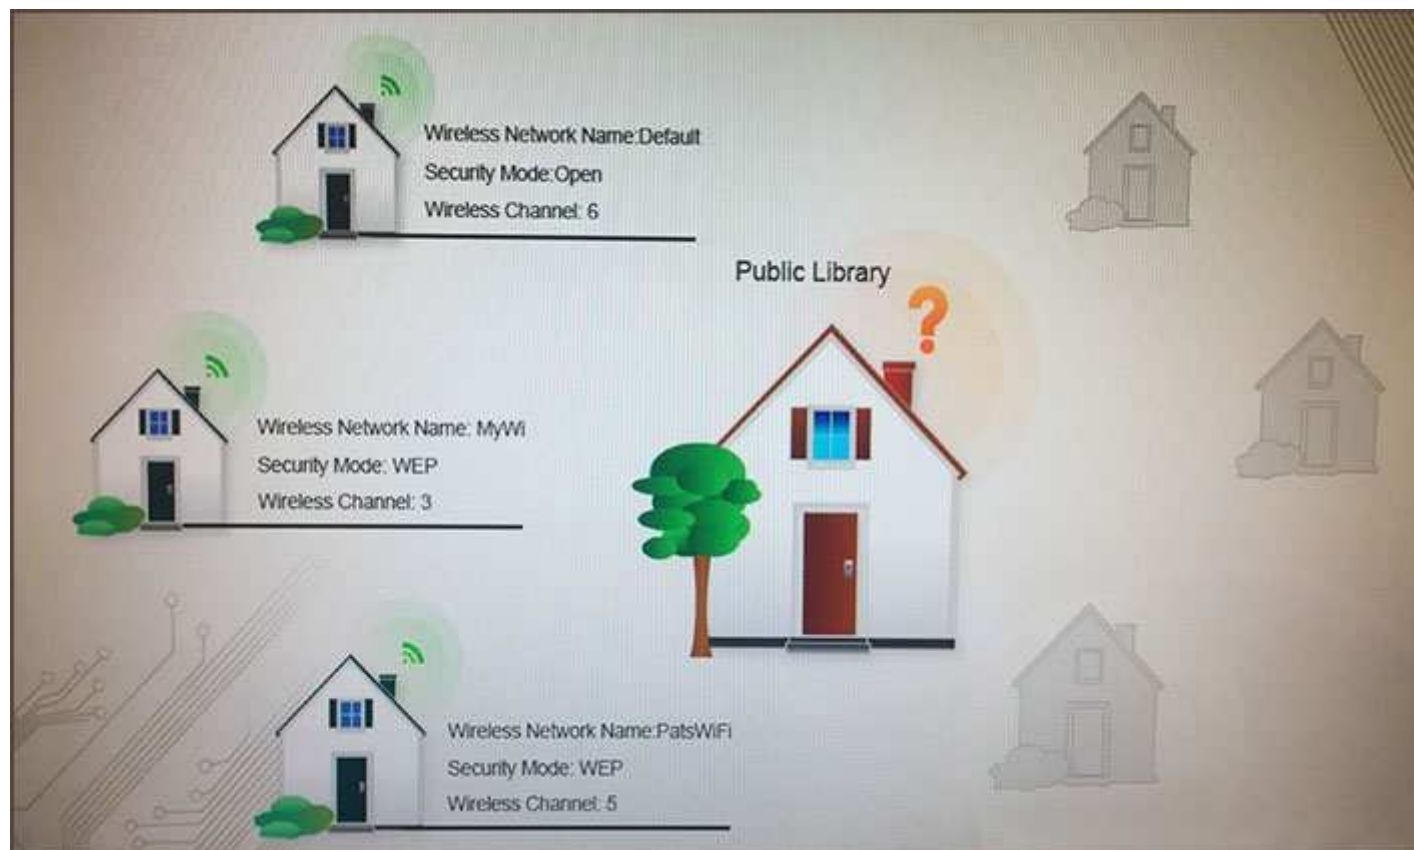 Wireless Network Name:Default
Security Mode:Open
Wireless Channel: 6
Public Library
?
Wireless Network Name: MyWi
Security Mode: WEP
Wireless Channel: 3
Wireless Network Name:PatsWiFi
Security Mode: WEP
Wireless Channel: 5